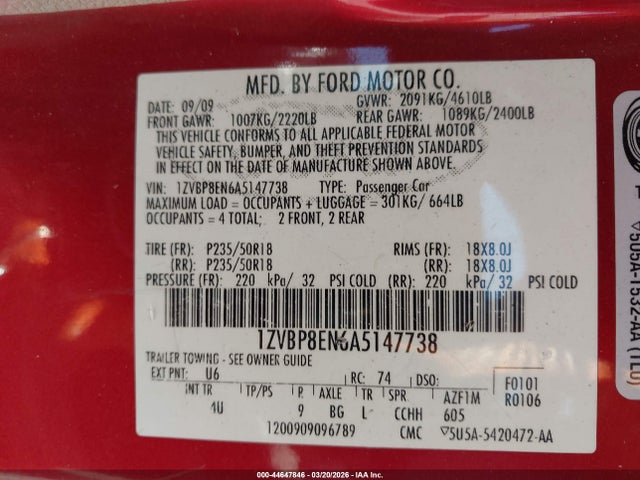 MFD. BY FORD MOTOR CO.
DATE: 09/09 GVWR: 2091KG/4610LB
FRONT GAWR: 1007KG/2220LB REAR GAWR: 1089KG/2400LB
THIS VEHICLE CONFORMS TO ALL APPLICABLE FEDERAL MOTOR
VEHICLE SAFETY, BUMPER, AND THEFT PREVENTION STANDARDS
IN EFFECT ON THE DATE OF MANUFACTURE SHOWN ABOVE.
VIN: 1ZVBP8EN6A5147738 TYPE: Passenger Car
MAXIMUM LOAD = OCCUPANTS + LUGGAGE = 301KG/ 664LB
OCCUPANTS = 4 TOTAL; 2 FRONT, 2 REAR
TIRE (FR): P235/50R18 RIMS (FR): 18X8.0J
(RR): P235/50R18 (RR): 18X8.0J
PRESSURE (FR): 220 kPa/ 32 PSI COLD (RR): 220 kPa/ 32 PSI COLD
1ZVBP8EN6A5147738
TRAILER TOWING - SEE OWNER GUIDE
EXT PNT: U6 RC: 74 DSO: F0101
R0106
INT TR TP/PS R AXLE TR SPR AZF1M
4U 9 BG L CCHH 605
1200909096789 CMC ▽5U5A-5420472-AA
▽5U5A-1532-AA (110)
000-44647846 - 03/20/2026 - IAAI, Inc.